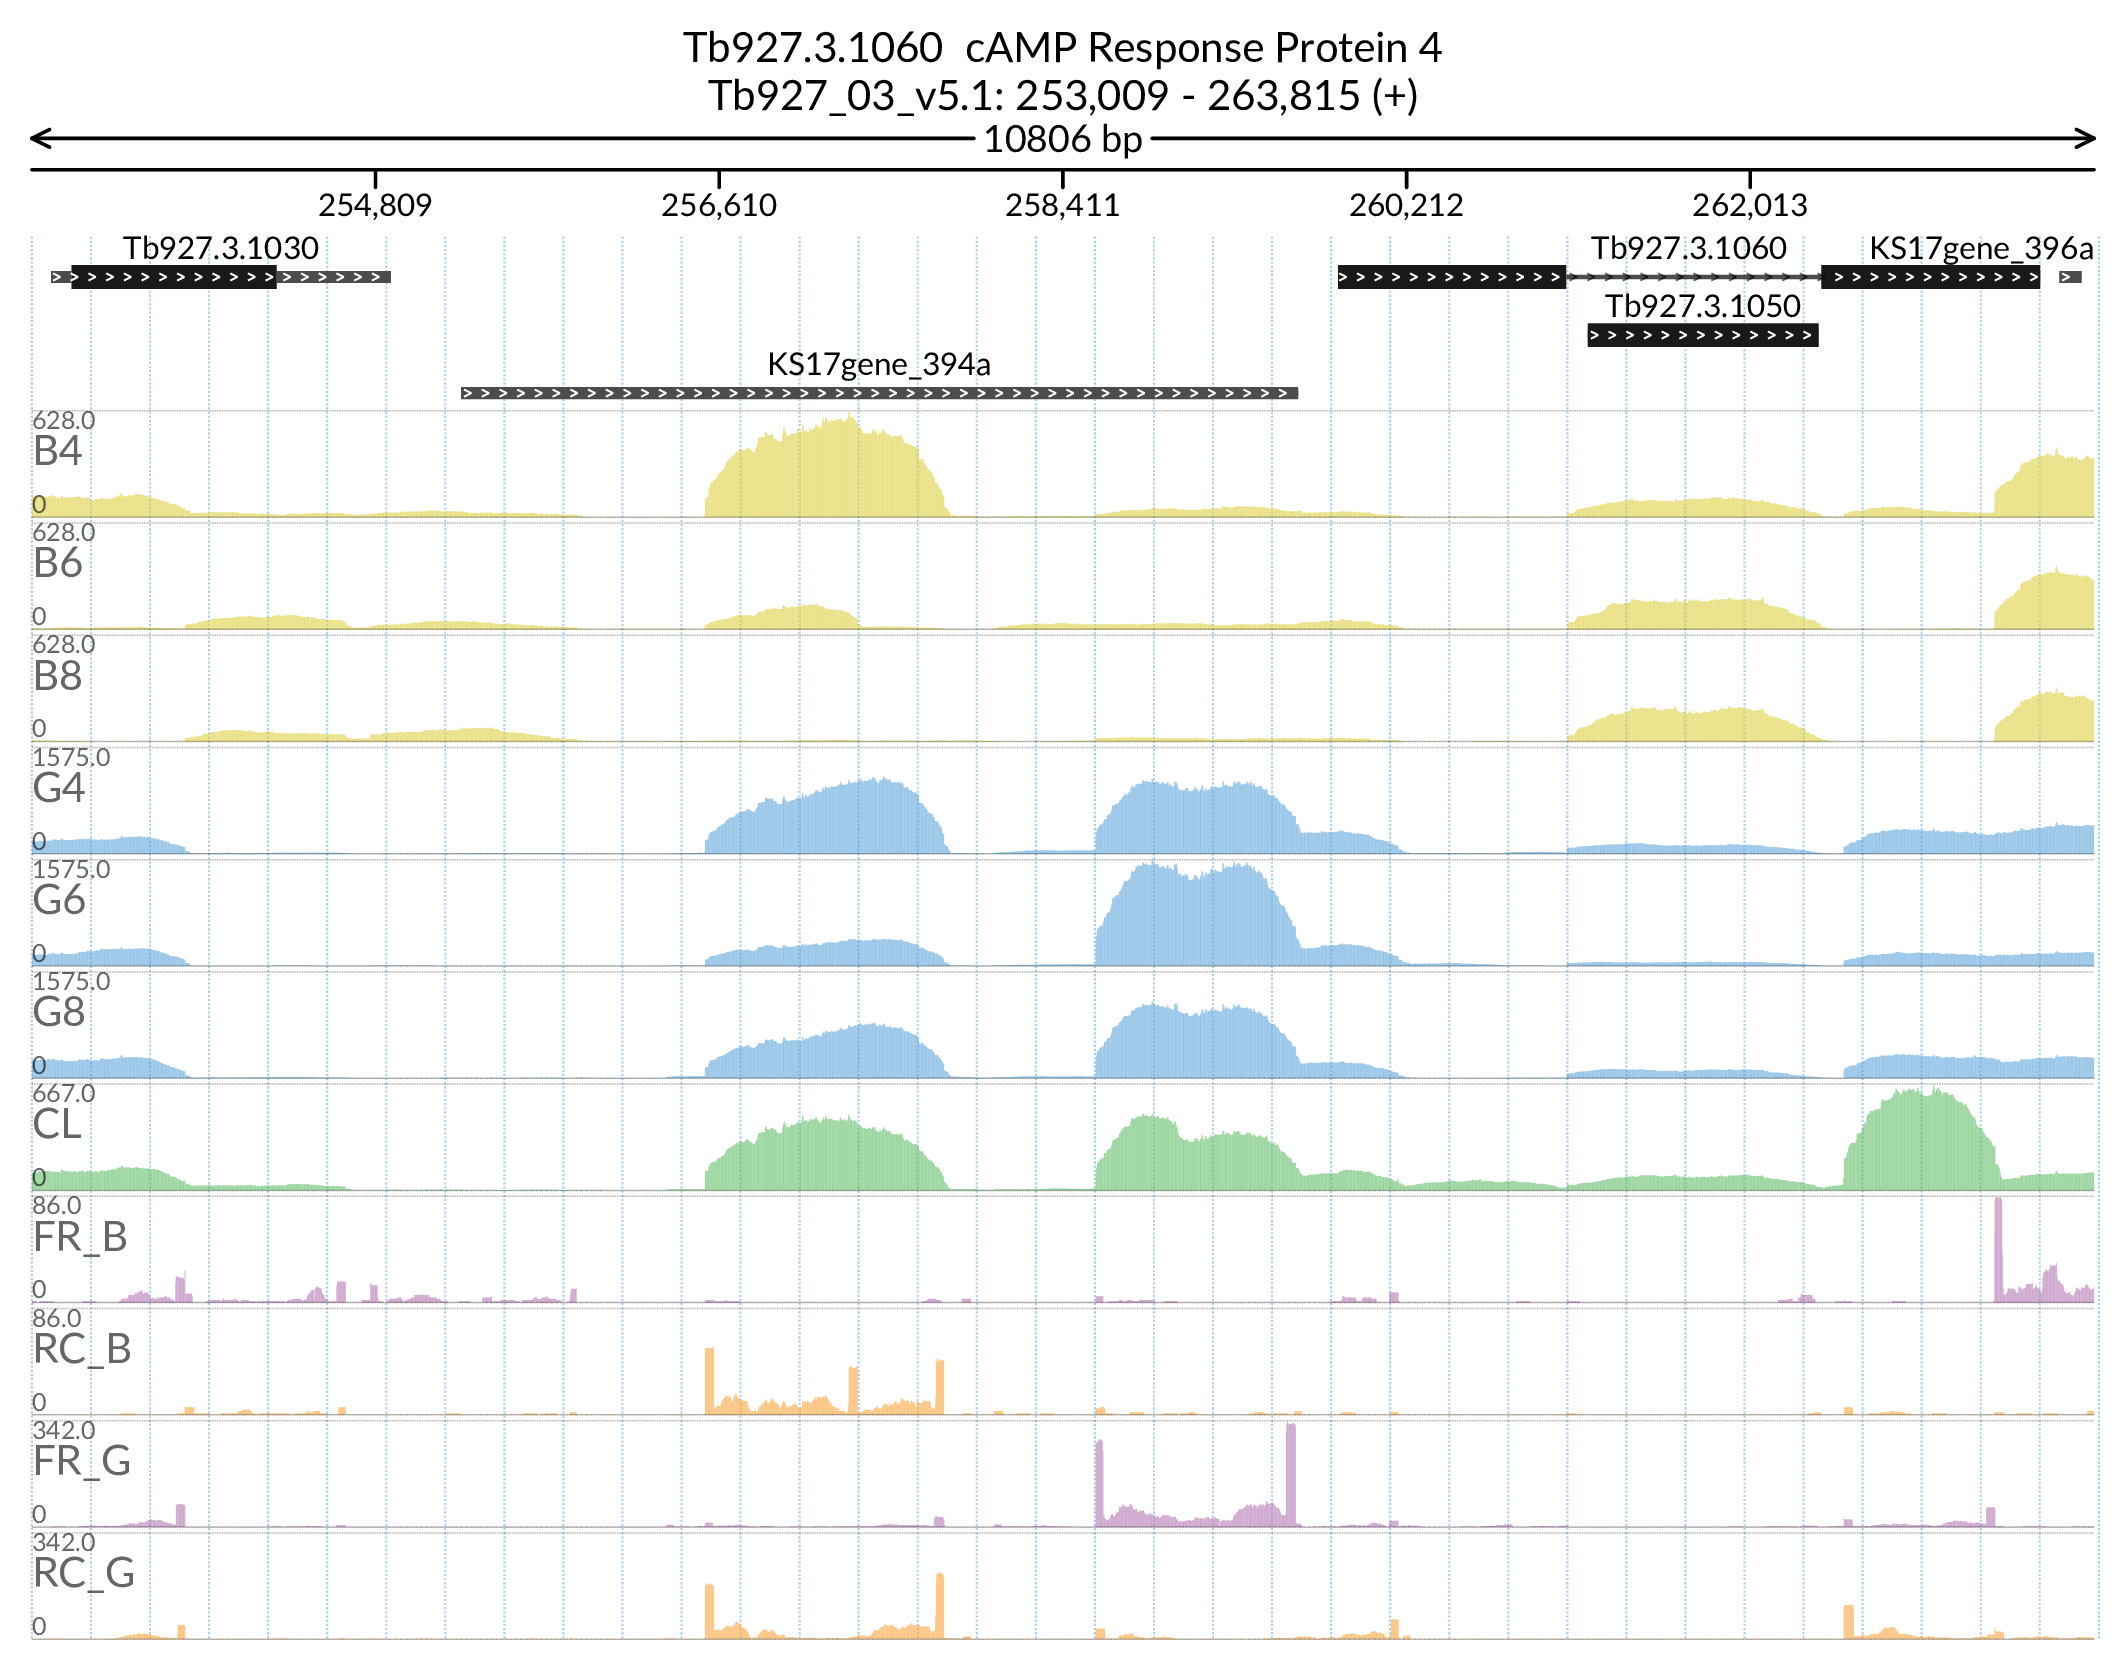 Tb927.3.1060  cAMP Response Protein 4
Tb927_03_v5.1: 253,009 - 263,815 (+)
10806 bp
254,809 256,610 258,411 260,212 262,013
Tb927.3.1030 Tb927.3.1060 KS17gene_396a
Tb927.3.1050
KS17gene_394a
628.0
B4
0
628.0
B6
0
628.0
B8
0
1575.0
G4
0
1575.0
G6
0
1575.0
G8
0
667.0
CL
0
86.0
FR_B
0
86.0
RC_B
0
342.0
FR_G
0
342.0
RC_G
0